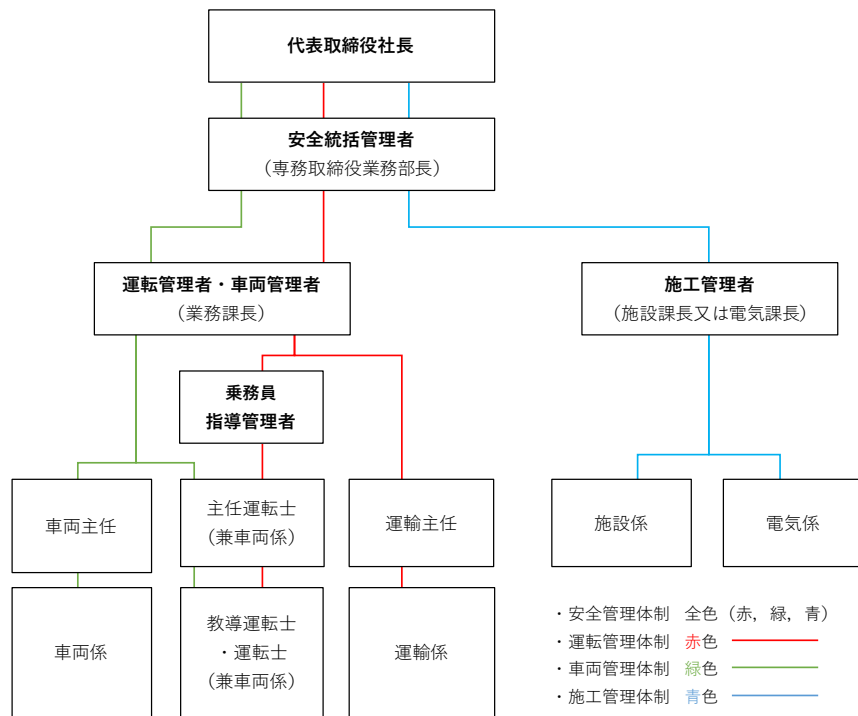 代表取締役社長
安全統括管理者
（専務取締役業務部長）
運転管理者・車両管理者
（業務課長）
施工管理者
（施設課長又は電気課長）
乗務員
指導管理者
車両主任
主任運転士
（兼車両係）
運輸主任
施設係
電気係
車両係
教導運転士
・運転士
（兼車両係）
運輸係
・安全管理体制 全色（赤，緑，青）
・運転管理体制 赤色
・車両管理体制 緑色
・施工管理体制 青色